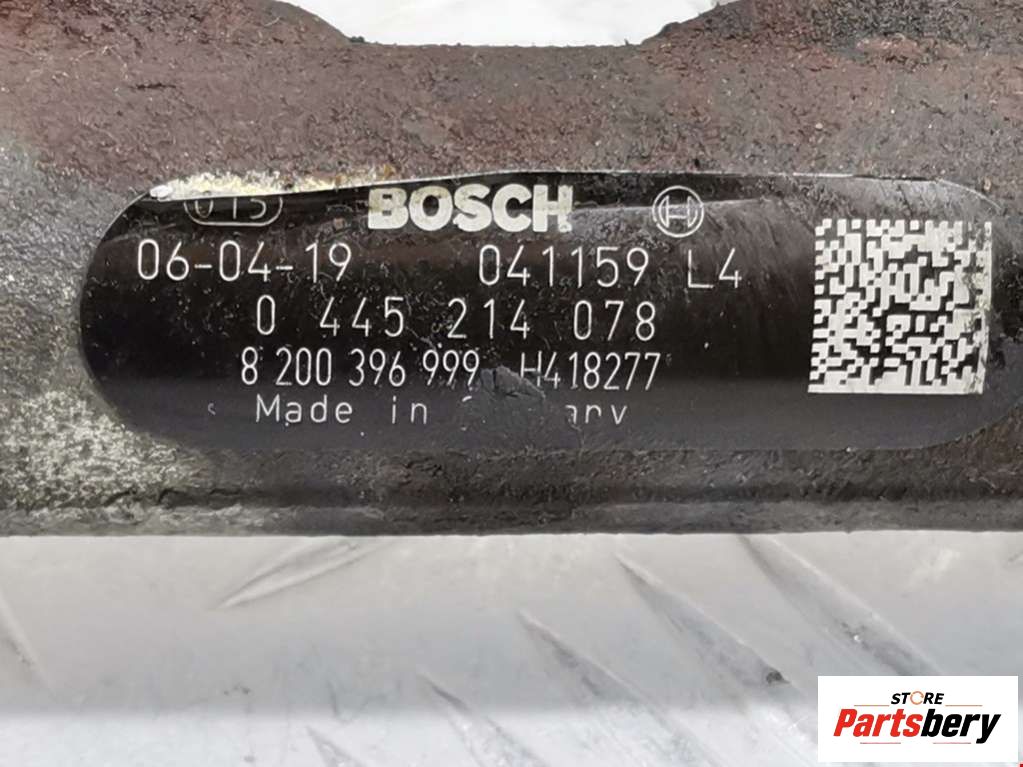 015 BOSCH
06-04-19 041159 L4
0 445 214 078
8 200 396 999 H418277
Made in
STORE
Partsbery